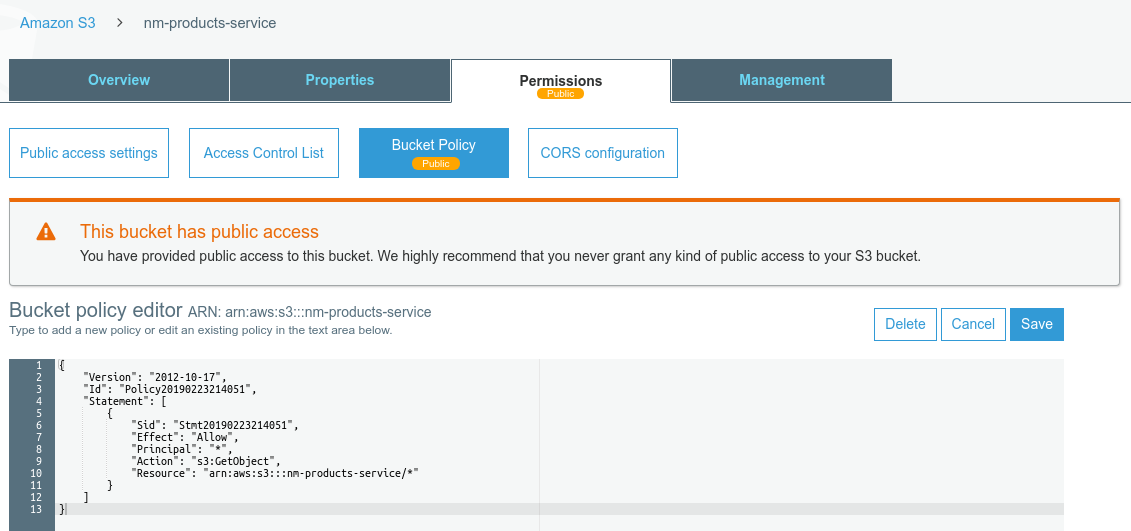 Amazon S3 > nm-products-service
Overview Properties Permissions Management
Public
Public access settings Access Control List Bucket Policy CORS configuration
Public
This bucket has public access
You have provided public access to this bucket. We highly recommend that you never grant any kind of public access to your S3 bucket.
Bucket policy editor ARN: arn:aws:s3:::nm-products-service
Type to add a new policy or edit an existing policy in the text area below.
Delete Cancel Save
1 {
2 "Version": "2012-10-17",
3 "Id": "Policy20190223214051",
4 "Statement": [
5 {
6 "Sid": "Stmt20190223214051",
7 "Effect": "Allow",
8 "Principal": "*",
9 "Action": "s3:GetObject",
10 "Resource": "arn:aws:s3:::nm-products-service/*"
11 }
12 ]
13 }